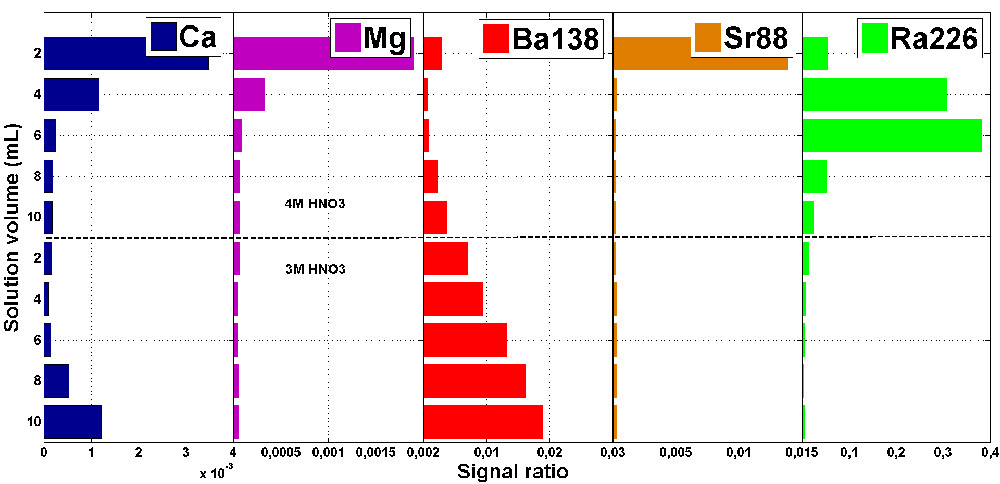 Ca
Mg
Ba138
Sr88
Ra226
Solution volume (mL)
2
4
6
8
10
4M HNO3
2
3M HNO3
4
6
8
10
0 1 2 3 4 0,0005 0,001 0,0015 0,002 0,01 0,02 0,03 0,005 0,01 0,015 0,1 0,2 0,3 0,4
x 10-3
Signal ratio